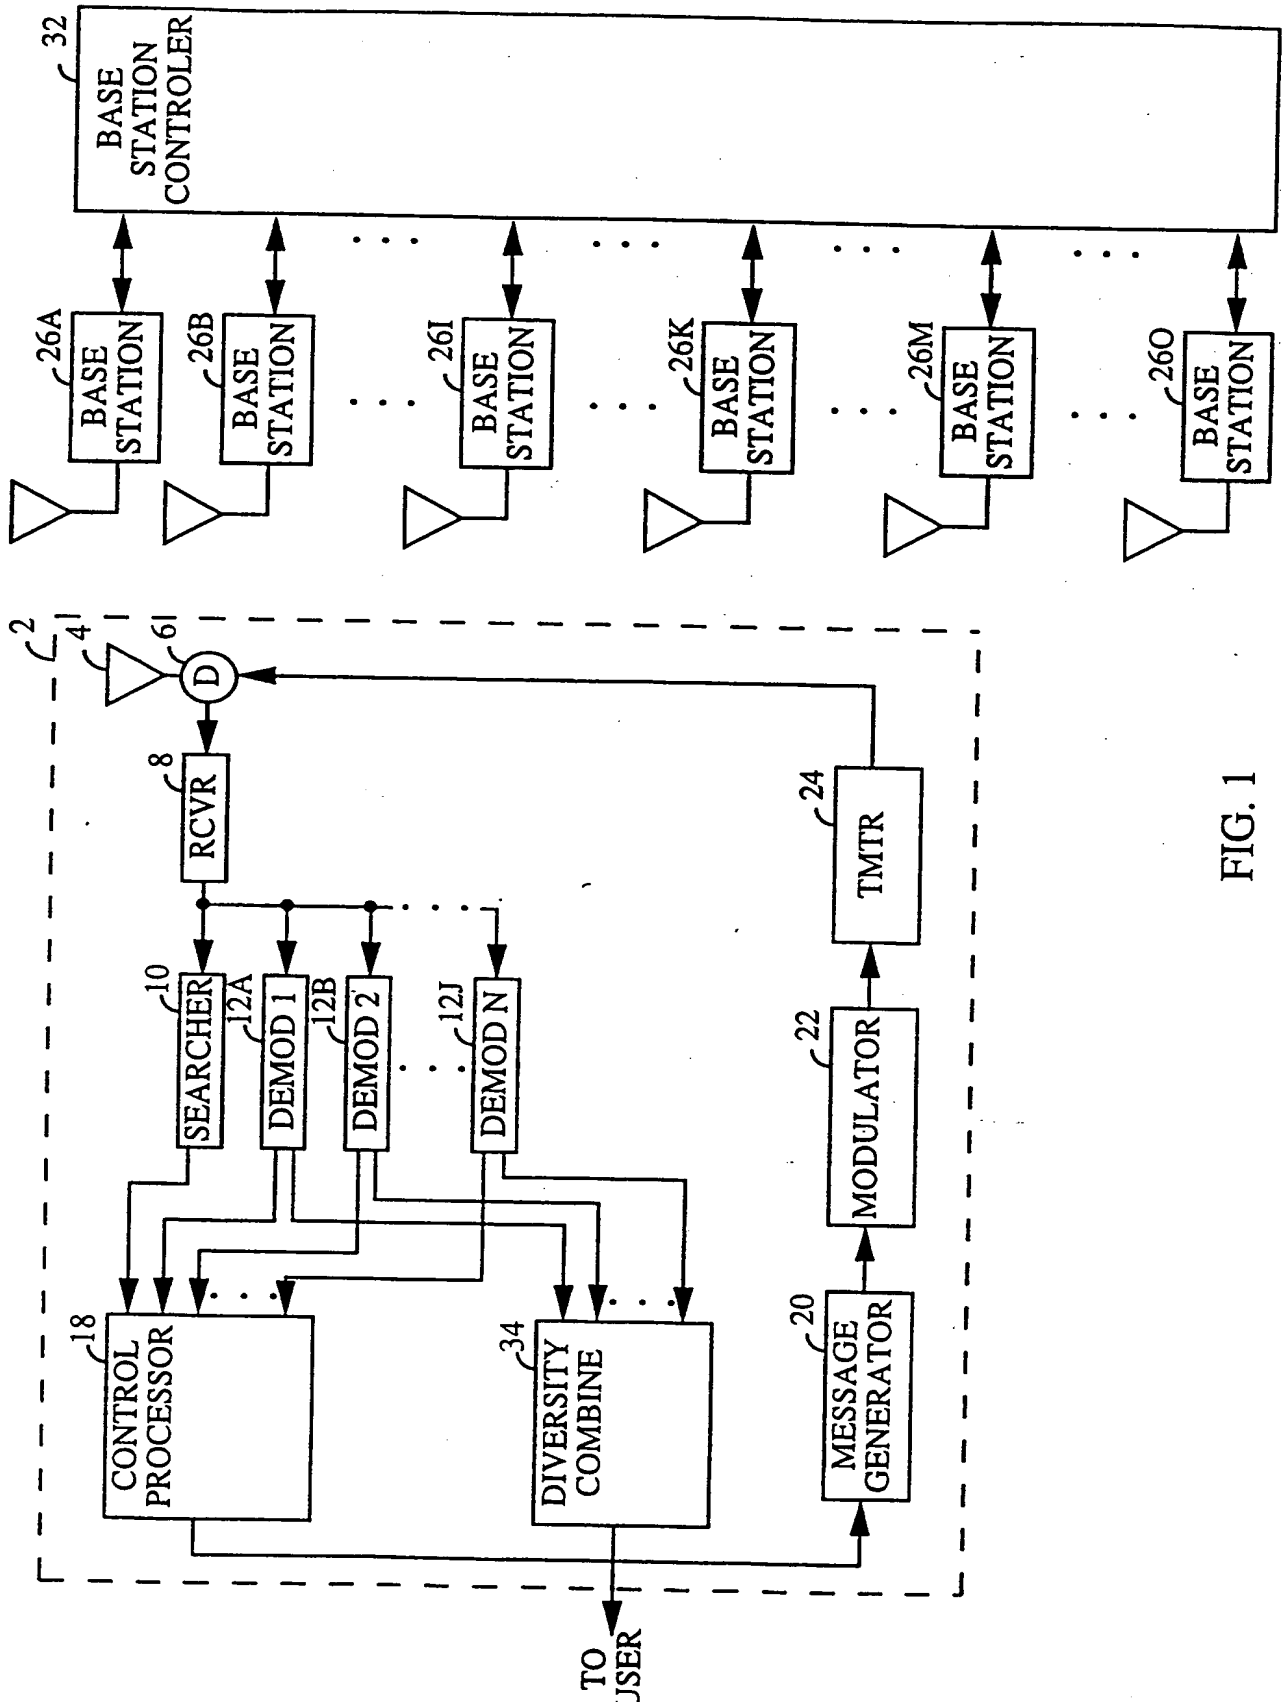 2
4
6
D
8
RCVR
10
SEARCHER
12A
DEMOD 1
12B
DEMOD 2
12J
DEMOD N
18
CONTROL
PROCESSOR
34
DIVERSITY
COMBINE
TO
USER
20
MESSAGE
GENERATOR
22
MODULATOR
24
TMTR
26A
BASE
STATION
26B
BASE
STATION
26I
BASE
STATION
26K
BASE
STATION
26M
BASE
STATION
26O
BASE
STATION
32
BASE
STATION
CONTROLER
FIG. 1